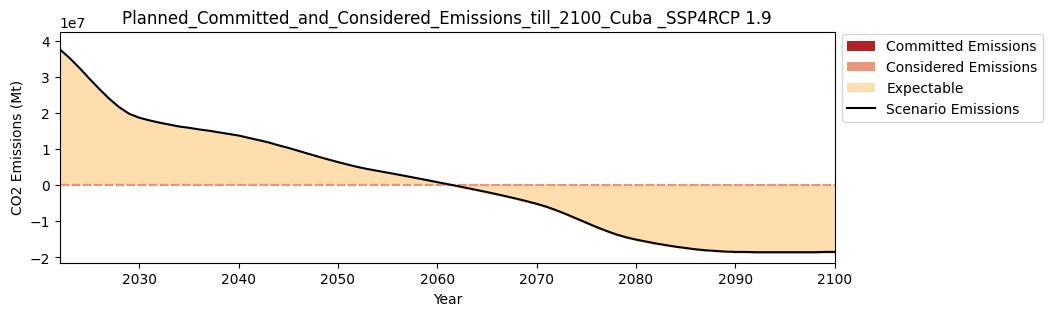 Planned_Committed_and_Considered_Emissions_till_2100_Cuba _SSP4RCP 1.9
1e7
4
3
2
1
0
−1
−2
CO2 Emissions (Mt)
2030 2040 2050 2060 2070 2080 2090 2100
Year
Committed Emissions
Considered Emissions
Expectable
Scenario Emissions